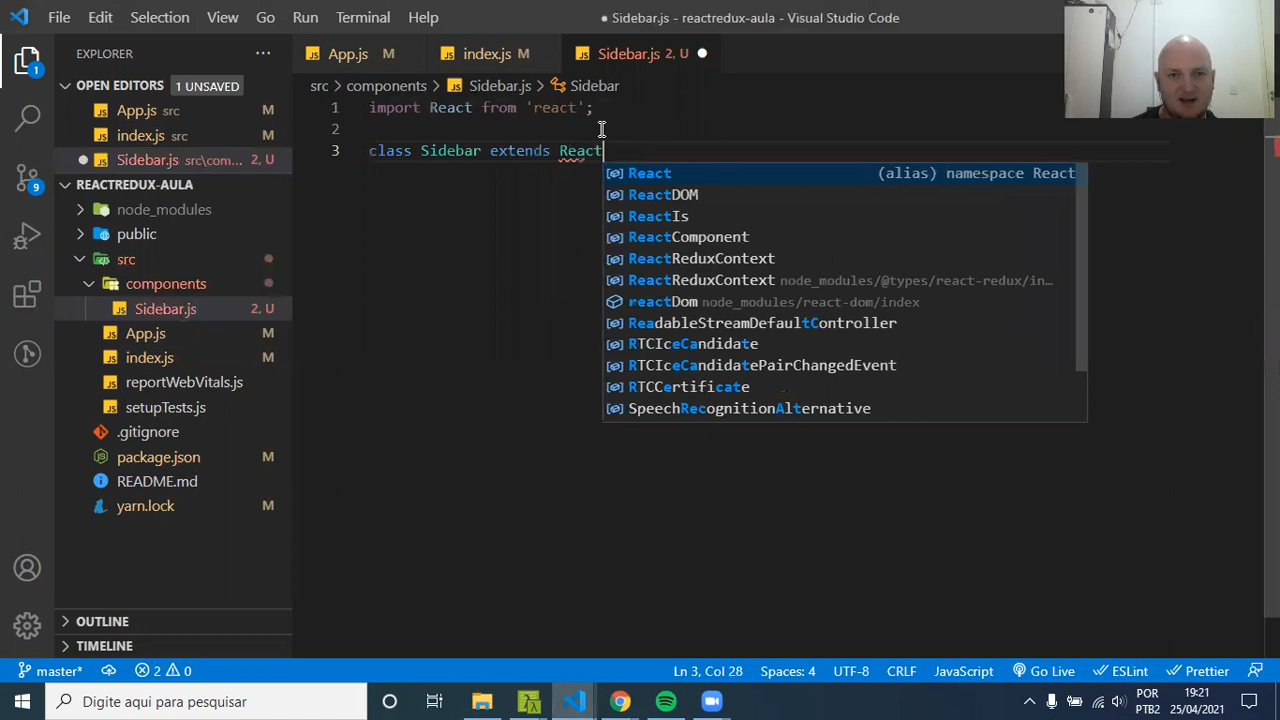 File Edit Selection View Go Run Terminal Help
● Sidebar.js - reactredux-aula - Visual Studio Code
EXPLORER
OPEN EDITORS 1 UNSAVED
App.js src
index.js src
Sidebar.js src\com... 2, U
REACTREDUX-AULA
node_modules
public
src
components
Sidebar.js 2, U
App.js
index.js
reportWebVitals.js
setupTests.js
.gitignore
package.json M
README.md
yarn.lock M
OUTLINE
TIMELINE
1
9
App.js M
index.js M
Sidebar.js 2, U
src > components > Sidebar.js > Sidebar
1 import React from 'react';
2
3 class Sidebar extends React
React (alias) namespace React
ReactDOM
ReactIs
ReactComponent
ReactReduxContext
ReactReduxContext node_modules/@types/react-redux/in…
reactDom node_modules/react-dom/index
ReadableStreamDefaultController
RTCIceCandidate
RTCIceCandidatePairChangedEvent
RTCCertificate
SpeechRecognitionAlternative
master* 2 0
Ln 3, Col 28 Spaces: 4 UTF-8 CRLF JavaScript Go Live ESLint Prettier
Digite aqui para pesquisar
POR
PTB2
19:21
25/04/2021